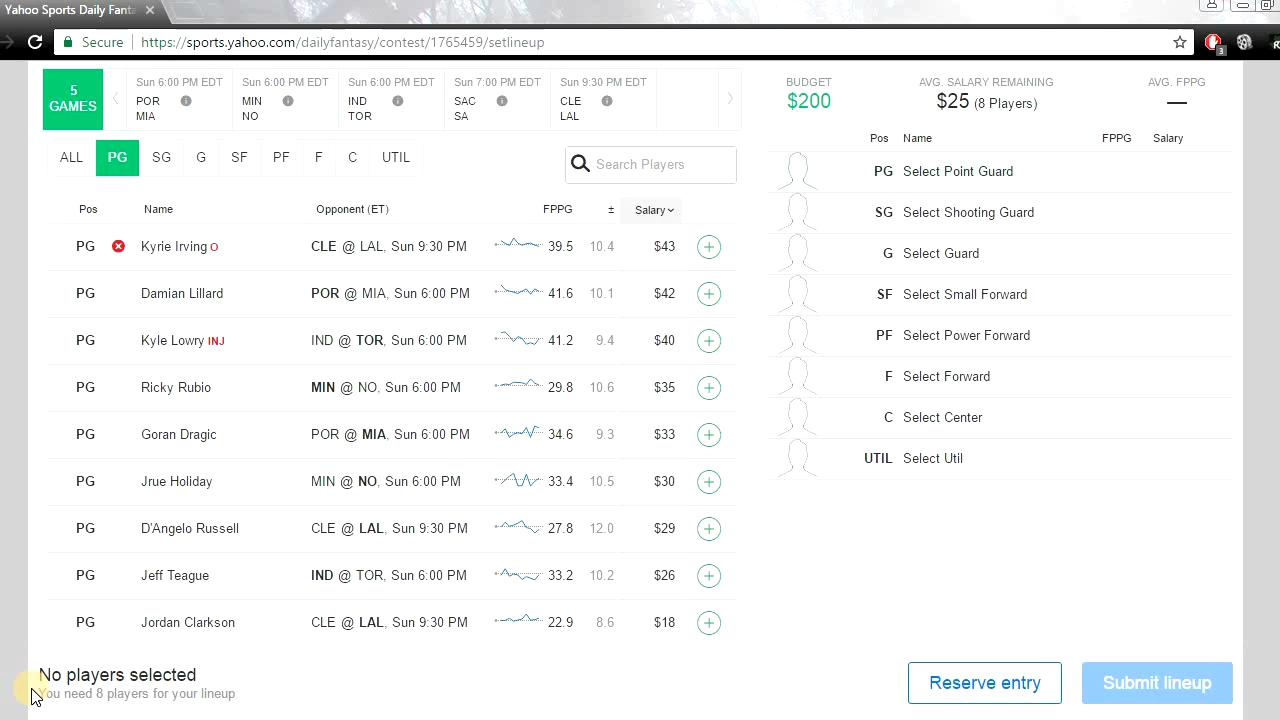 Yahoo Sports Daily Fanta
Secure https://sports.yahoo.com/dailyfantasy/contest/1765459/setlineup
3
5 GAMES
Sun 6:00 PM EDT
POR
MIA
Sun 6:00 PM EDT
MIN
NO
Sun 6:00 PM EDT
IND
TOR
Sun 7:00 PM EDT
SAC
SA
Sun 9:30 PM EDT
CLE
LAL
ALL PG SG G SF PF F C UTIL
Search Players
Pos Name Opponent (ET) FPPG ± Salary
PG Kyrie Irving O CLE @ LAL, Sun 9:30 PM 39.5 10.4 $43
PG Damian Lillard POR @ MIA, Sun 6:00 PM 41.6 10.1 $42
PG Kyle Lowry INJ IND @ TOR, Sun 6:00 PM 41.2 9.4 $40
PG Ricky Rubio MIN @ NO, Sun 6:00 PM 29.8 10.6 $35
PG Goran Dragic POR @ MIA, Sun 6:00 PM 34.6 9.3 $33
PG Jrue Holiday MIN @ NO, Sun 6:00 PM 33.4 10.5 $30
PG D'Angelo Russell CLE @ LAL, Sun 9:30 PM 27.8 12.0 $29
PG Jeff Teague IND @ TOR, Sun 6:00 PM 33.2 10.2 $26
PG Jordan Clarkson CLE @ LAL, Sun 9:30 PM 22.9 8.6 $18
BUDGET
$200
AVG. SALARY REMAINING
$25 (8 Players)
AVG. FPPG
—
Pos Name FPPG Salary
PG Select Point Guard
SG Select Shooting Guard
G Select Guard
SF Select Small Forward
PF Select Power Forward
F Select Forward
C Select Center
UTIL Select Util
No players selected
You need 8 players for your lineup
Reserve entry
Submit lineup